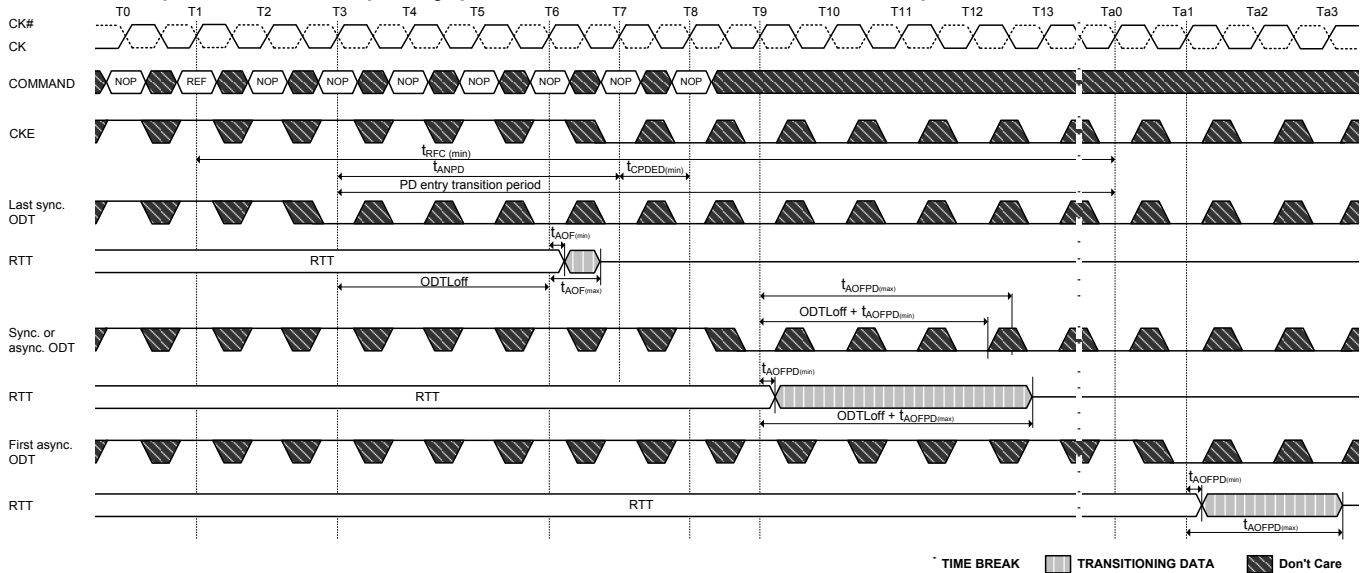 T0 T1 T2 T3 T4 T5 T6 T7 T8 T9 T10 T11 T12 T13 Ta0 Ta1 Ta2 Ta3
CK#
CK
COMMAND NOP REF NOP NOP NOP NOP NOP NOP NOP
CKE
tRFC (min)
tANPD tCPDED(min)
PD entry transition period
Last sync.
ODT
tAOF(min)
RTT RTT
ODTLoff tAOF(max)
tAOFPD(max)
ODTLoff + tAOFPD(min)
Sync. or
async. ODT
tAOFPD(min)
RTT RTT
ODTLoff + tAOFPD(max)
First async.
ODT
tAOFPD(min)
RTT RTT
tAOFPD(max)
TIME BREAK TRANSITIONING DATA Don't Care